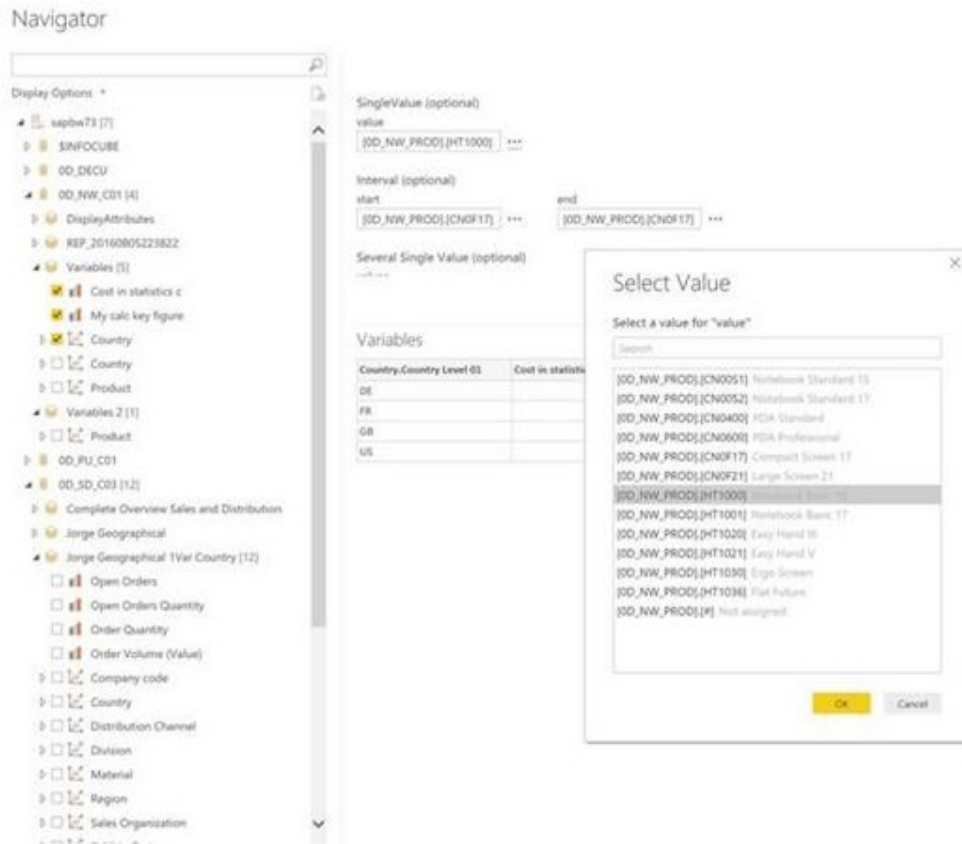 Navigator
Display Options
sapbw73 [7]
$INFOCUBE
0D_DECU
0D_NW_C01 [4]
DisplayAttributes
REP_20160805223822
Variables [5]
Cost in statistics c
My calc key figure
Country
Country
Product
Variables 2 [1]
Product
0D_PU_C01
0D_SD_C03 [12]
Complete Overview Sales and Distribution
Jorge Geographical
Jorge Geographical 1Var Country [12]
Open Orders
Open Orders Quantity
Order Quantity
Order Volume (Value)
Company code
Country
Distribution Channel
Division
Material
Region
Sales Organization
SingleValue (optional)
value
[0D_NW_PROD].[HT1000]
Interval (optional)
start end
[0D_NW_PROD].[CN0F17] [0D_NW_PROD].[CN0F17]
Several Single Value (optional)
Variables
Country.Country Level 01 Cost in statistic
DE
FR
GB
US
Select Value
Select a value for "value"
Search
[0D_NW_PROD].[CN0051] Notebook Standard 15
[0D_NW_PROD].[CN0052] Notebook Standard 17
[0D_NW_PROD].[CN0400] PDA Standard
[0D_NW_PROD].[CN0600] PDA Professional
[0D_NW_PROD].[CN0F17] Compact Screen 17
[0D_NW_PROD].[CN0F21] Large Screen 21
[0D_NW_PROD].[HT1000] Notebook Basic 15
[0D_NW_PROD].[HT1001] Notebook Basic 17
[0D_NW_PROD].[HT1020] Easy Hand III
[0D_NW_PROD].[HT1021] Easy Hand V
[0D_NW_PROD].[HT1030] Ergo Screen
[0D_NW_PROD].[HT1036] Flat Future
[0D_NW_PROD].[#] Not assigned
OK Cancel